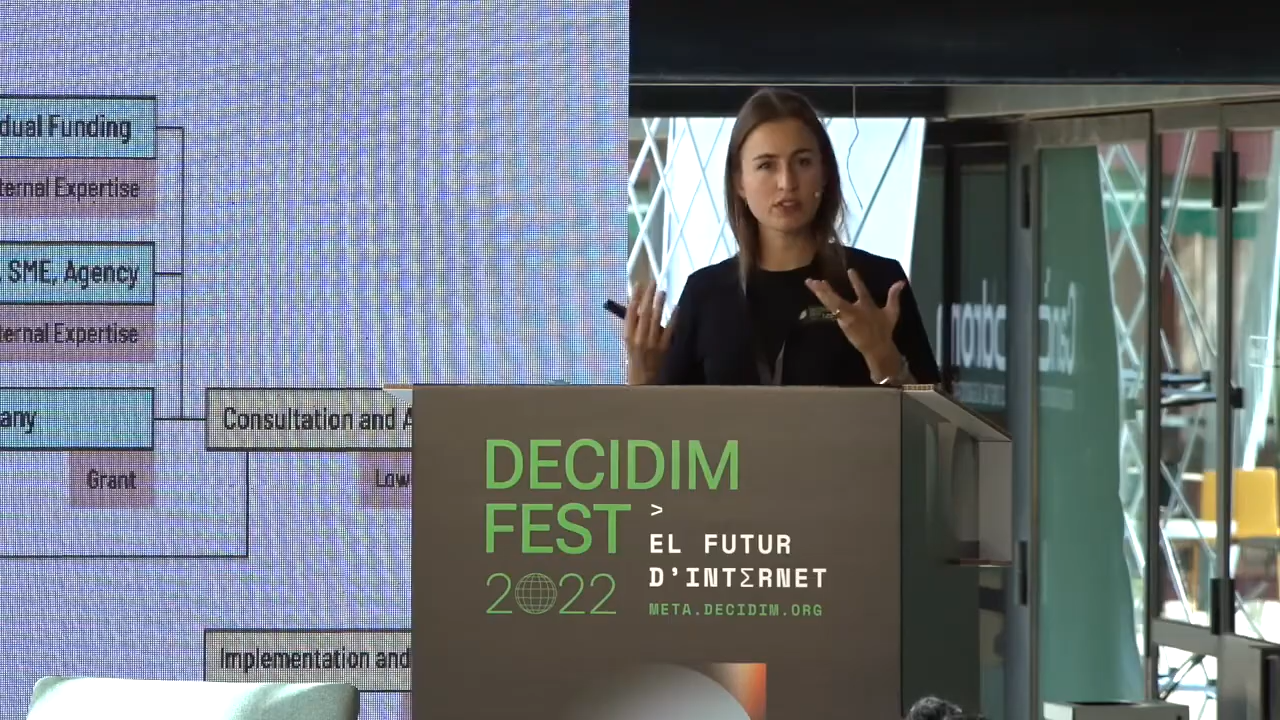 dual Funding
ternal Expertise
, SME, Agency
ternal Expertise
any
Consultation and A
Grant
Low
Implementation and
DECIDIM
FEST
2022
>
EL FUTUR
D'INTΣRNET
META.DECIDIM.ORG